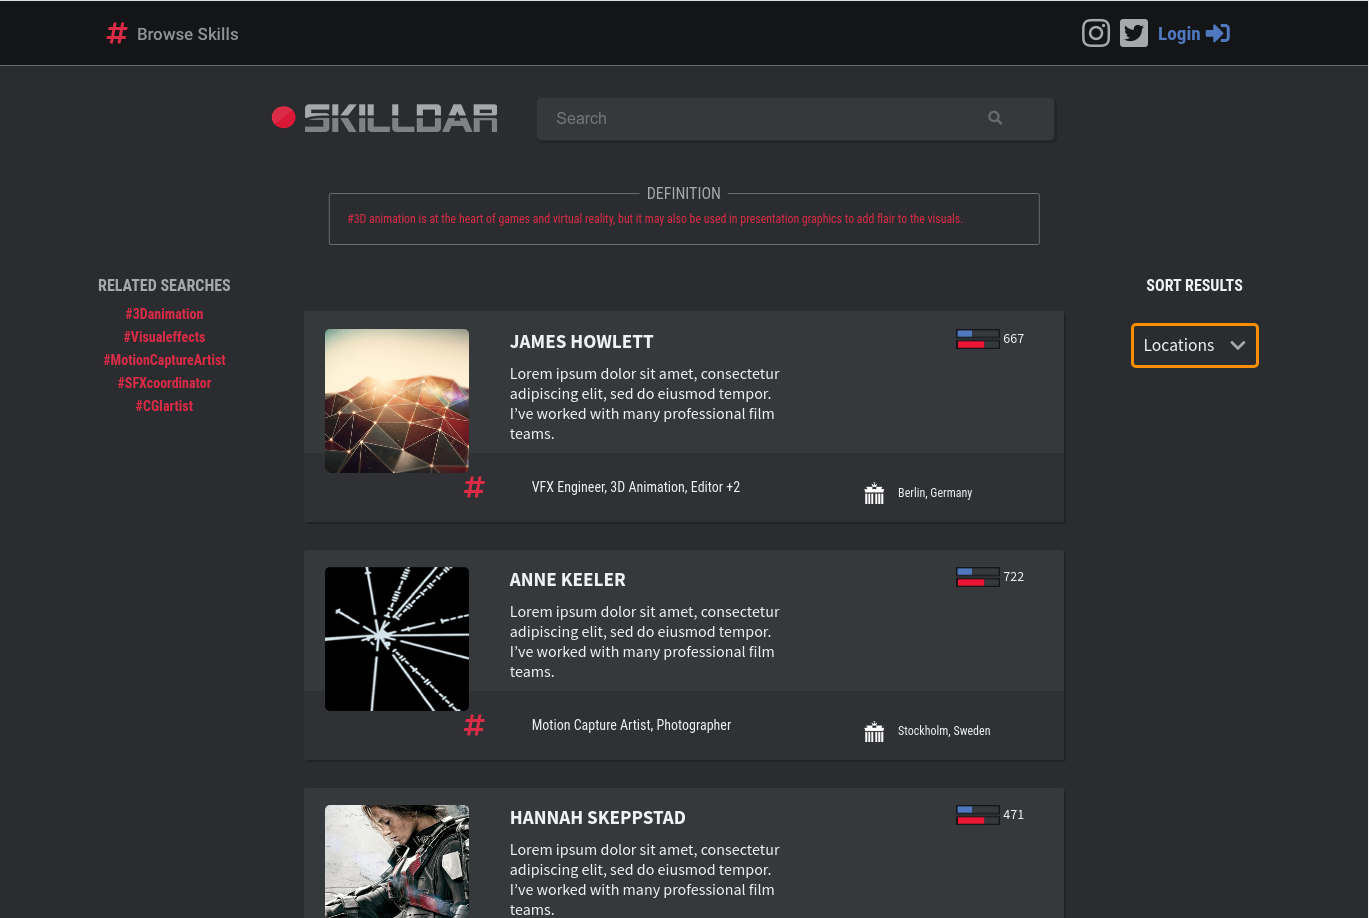 # Browse Skills
Login
SKILLDAR
Search
DEFINITION
#3D animation is at the heart of games and virtual reality, but it may also be used in presentation graphics to add flair to the visuals.
RELATED SEARCHES
#3Danimation
#Visualeffects
#MotionCaptureArtist
#SFXcoordinator
#CGIartist
SORT RESULTS
Locations
JAMES HOWLETT
667
Lorem ipsum dolor sit amet, consectetur
adipiscing elit, sed do eiusmod tempor.
I’ve worked with many professional film
teams.
# VFX Engineer, 3D Animation, Editor +2
Berlin, Germany
ANNE KEELER
722
Lorem ipsum dolor sit amet, consectetur
adipiscing elit, sed do eiusmod tempor.
I’ve worked with many professional film
teams.
# Motion Capture Artist, Photographer
Stockholm, Sweden
HANNAH SKEPPSTAD
471
Lorem ipsum dolor sit amet, consectetur
adipiscing elit, sed do eiusmod tempor.
I’ve worked with many professional film
teams.